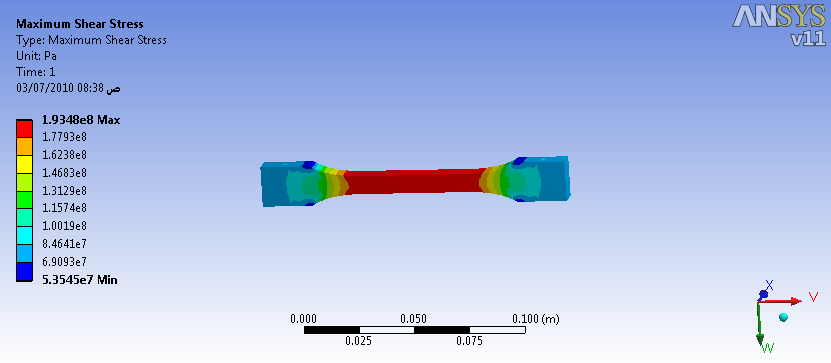 Maximum Shear Stress
Type: Maximum Shear Stress
Unit: Pa
Time: 1
03/07/2010 08:38 ص
ANSYS
v11
1.9348e8 Max
1.7793e8
1.6238e8
1.4683e8
1.3129e8
1.1574e8
1.0019e8
8.4641e7
6.9093e7
5.3545e7 Min
0.000 0.050 0.100 (m)
0.025 0.075
X
V
W